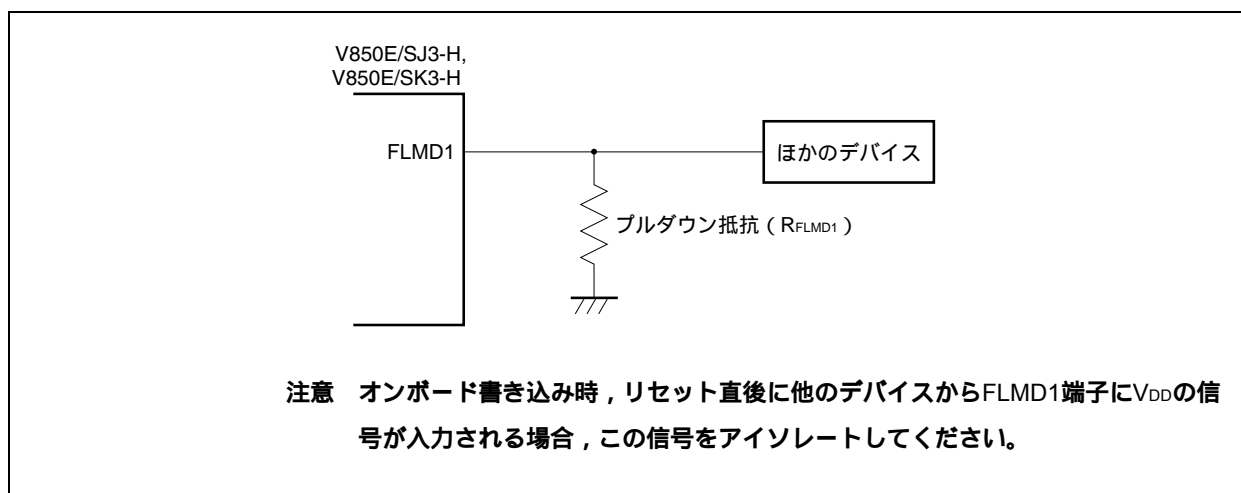 V850E/SJ3-H,
V850E/SK3-H
FLMD1
ほかのデバイス
プルダウン抵抗（RFLMD1）
注意　オンボード書き込み時，リセット直後に他のデバイスからFLMD1端子にVDDの信
号が入力される場合，この信号をアイソレートしてください。